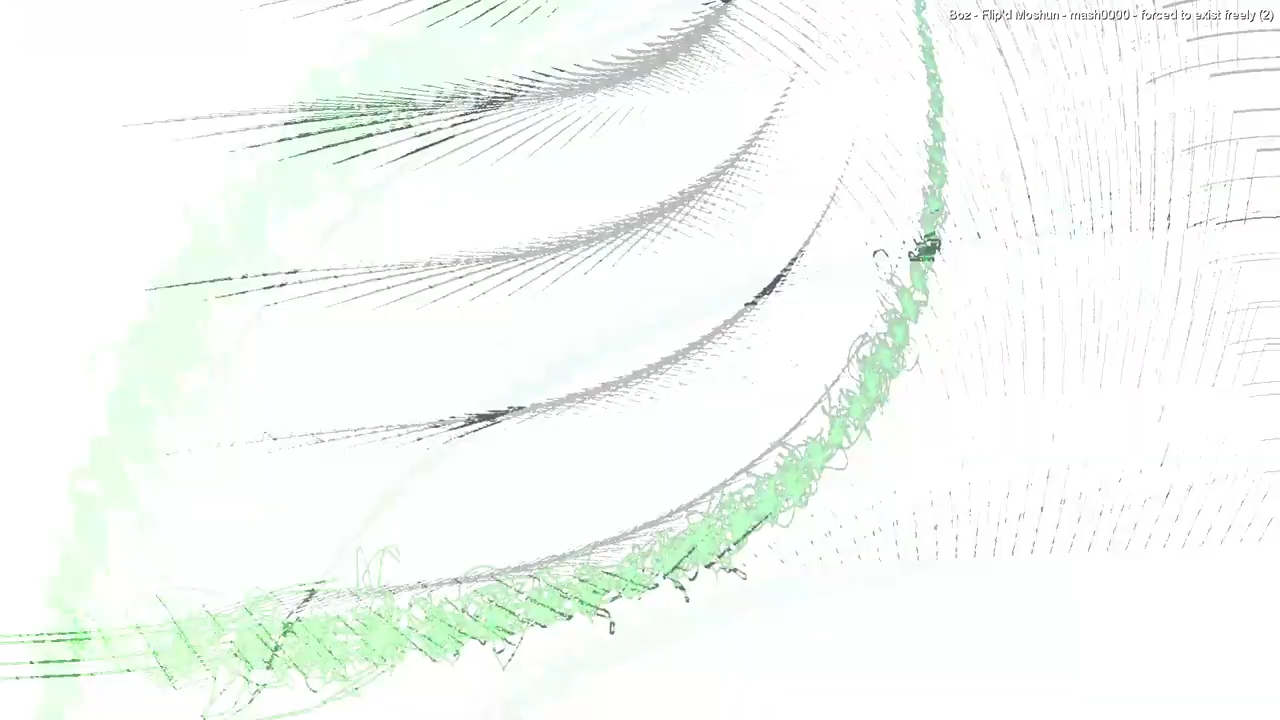 Boz - Flip'd Moshun - mash0000 - forced to exist freely (2)